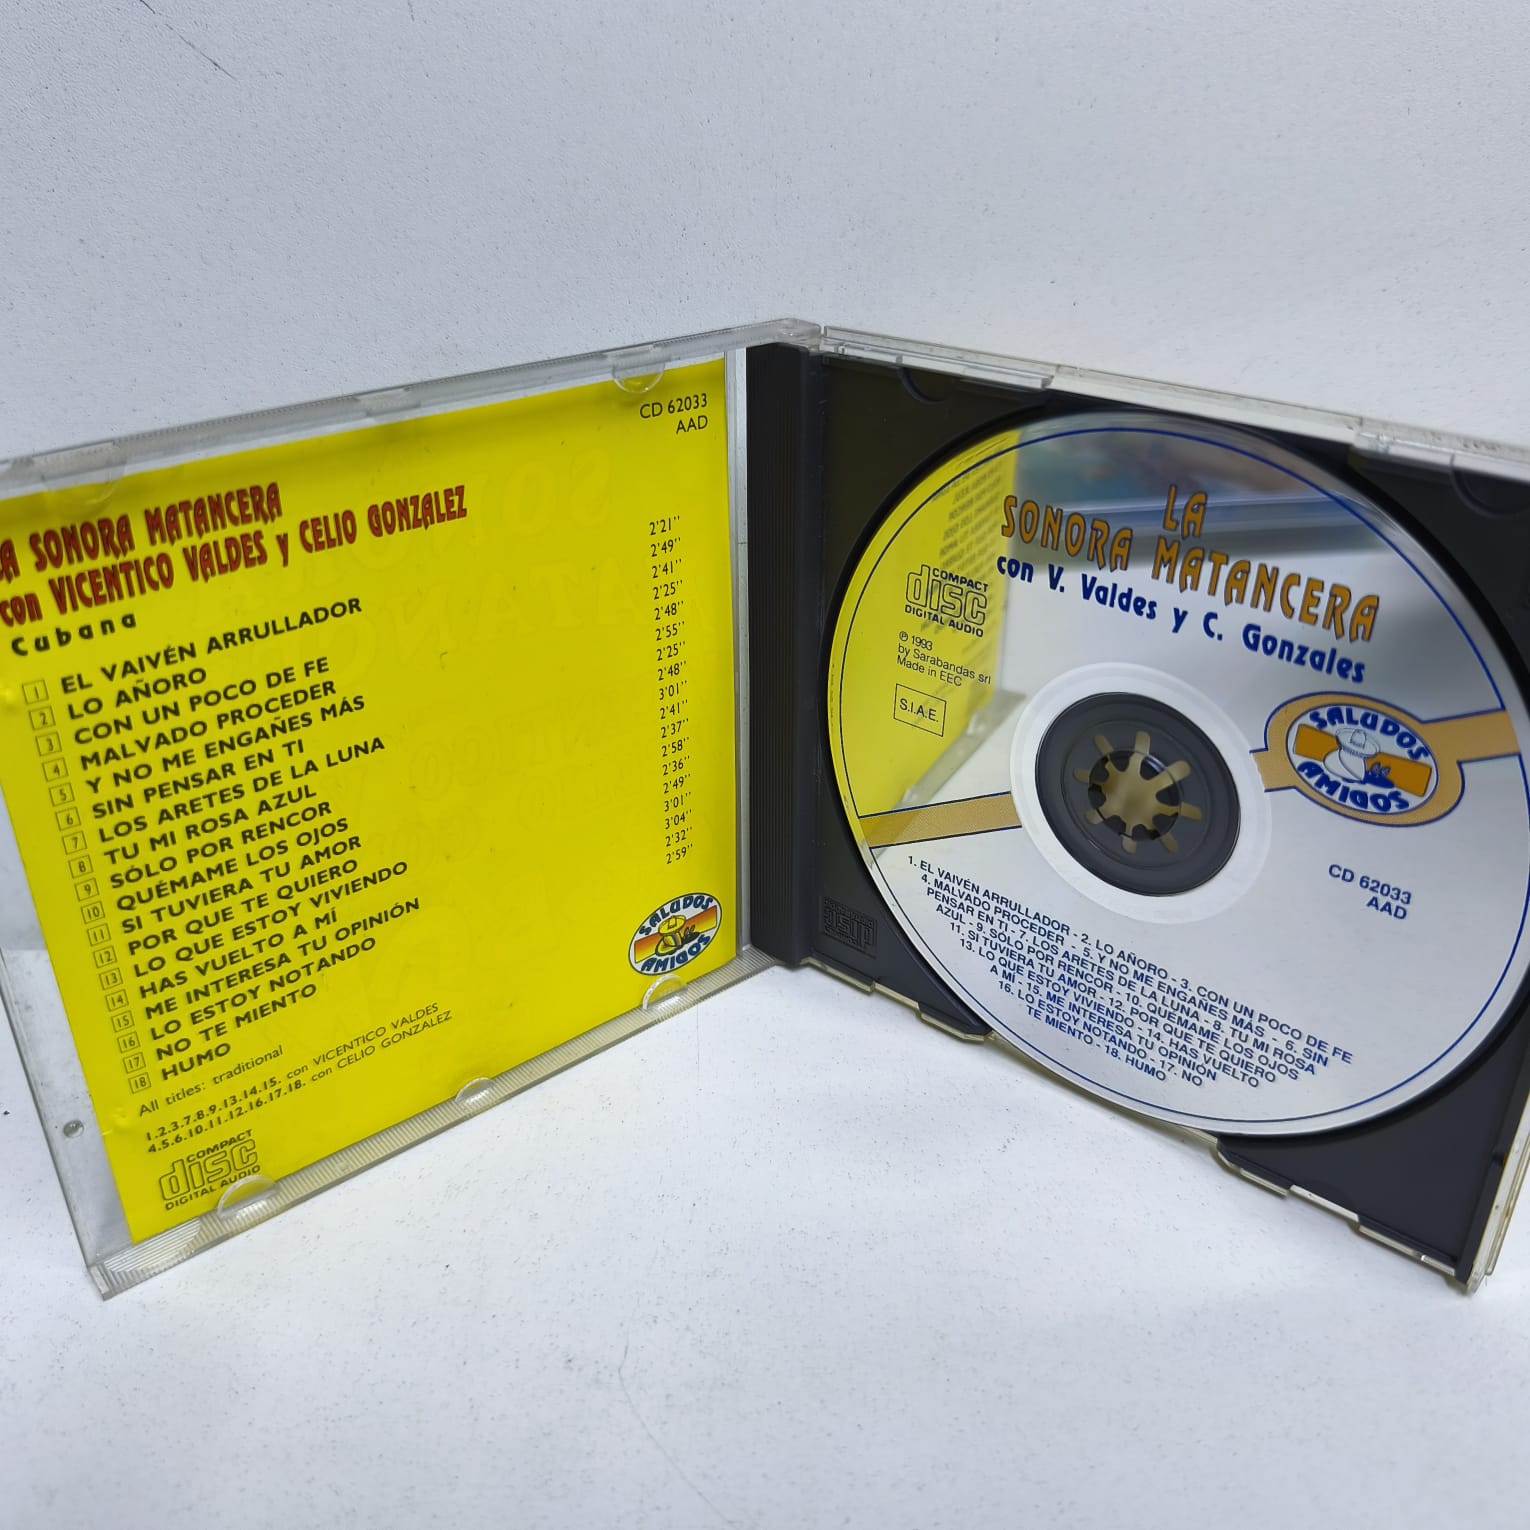 CD 62033
AAD
LA SONORA MATANCERA
con VICENTICO VALDES y CELIO GONZALEZ
Cubana
1 EL VAIVÉN ARRULLADOR 2'21''
2 LO AÑORO 2'49''
3 CON UN POCO DE FE 2'41''
4 MALVADO PROCEDER 2'25''
5 Y NO ME ENGAÑES MÁS 2'48''
6 SIN PENSAR EN TI 2'55''
7 LOS ARETES DE LA LUNA 2'25''
8 TU MI ROSA AZUL 2'48''
9 SÓLO POR RENCOR 3'01''
10 QUÉMAME LOS OJOS 2'41''
11 SI TUVIERA TU AMOR 2'37''
12 POR QUE TE QUIERO 2'58''
13 LO QUE ESTOY VIVIENDO 2'36''
14 HAS VUELTO A MÍ 2'49''
15 ME INTERESA TU OPINIÓN 3'01''
16 LO ESTOY NOTANDO 3'04''
17 NO TE MIENTO 2'32''
18 HUMO 2'59''
All titles: traditional
1.2.3.7.8.9.13.14.15. con VICENTICO VALDES
4.5.6.10.11.12.16.17.18. con CELIO GONZALEZ
COMPACT
disc
DIGITAL AUDIO
SALUDOS
AMIGOS
LA
SONORA MATANCERA
con V. Valdes y C. Gonzales
COMPACT
disc
DIGITAL AUDIO
℗ 1993
by Sarabandas srl
Made in EEC
S.I.A.E.
SALUDOS
AMIGOS
CD 62033
AAD
1. EL VAIVÉN ARRULLADOR - 2. LO AÑORO - 3. CON UN POCO DE FE
4. MALVADO PROCEDER - 5. Y NO ME ENGAÑES MÁS - 6. SIN
PENSAR EN TI - 7. LOS ARETES DE LA LUNA - 8. TU MI ROSA
AZUL - 9. SÓLO POR RENCOR - 10. QUÉMAME LOS OJOS
11. SI TUVIERA TU AMOR - 12. POR QUE TE QUIERO
13. LO QUE ESTOY VIVIENDO - 14. HAS VUELTO
A MÍ - 15. ME INTERESA TU OPINIÓN
16. LO ESTOY NOTANDO - 17. NO
TE MIENTO - 18. HUMO